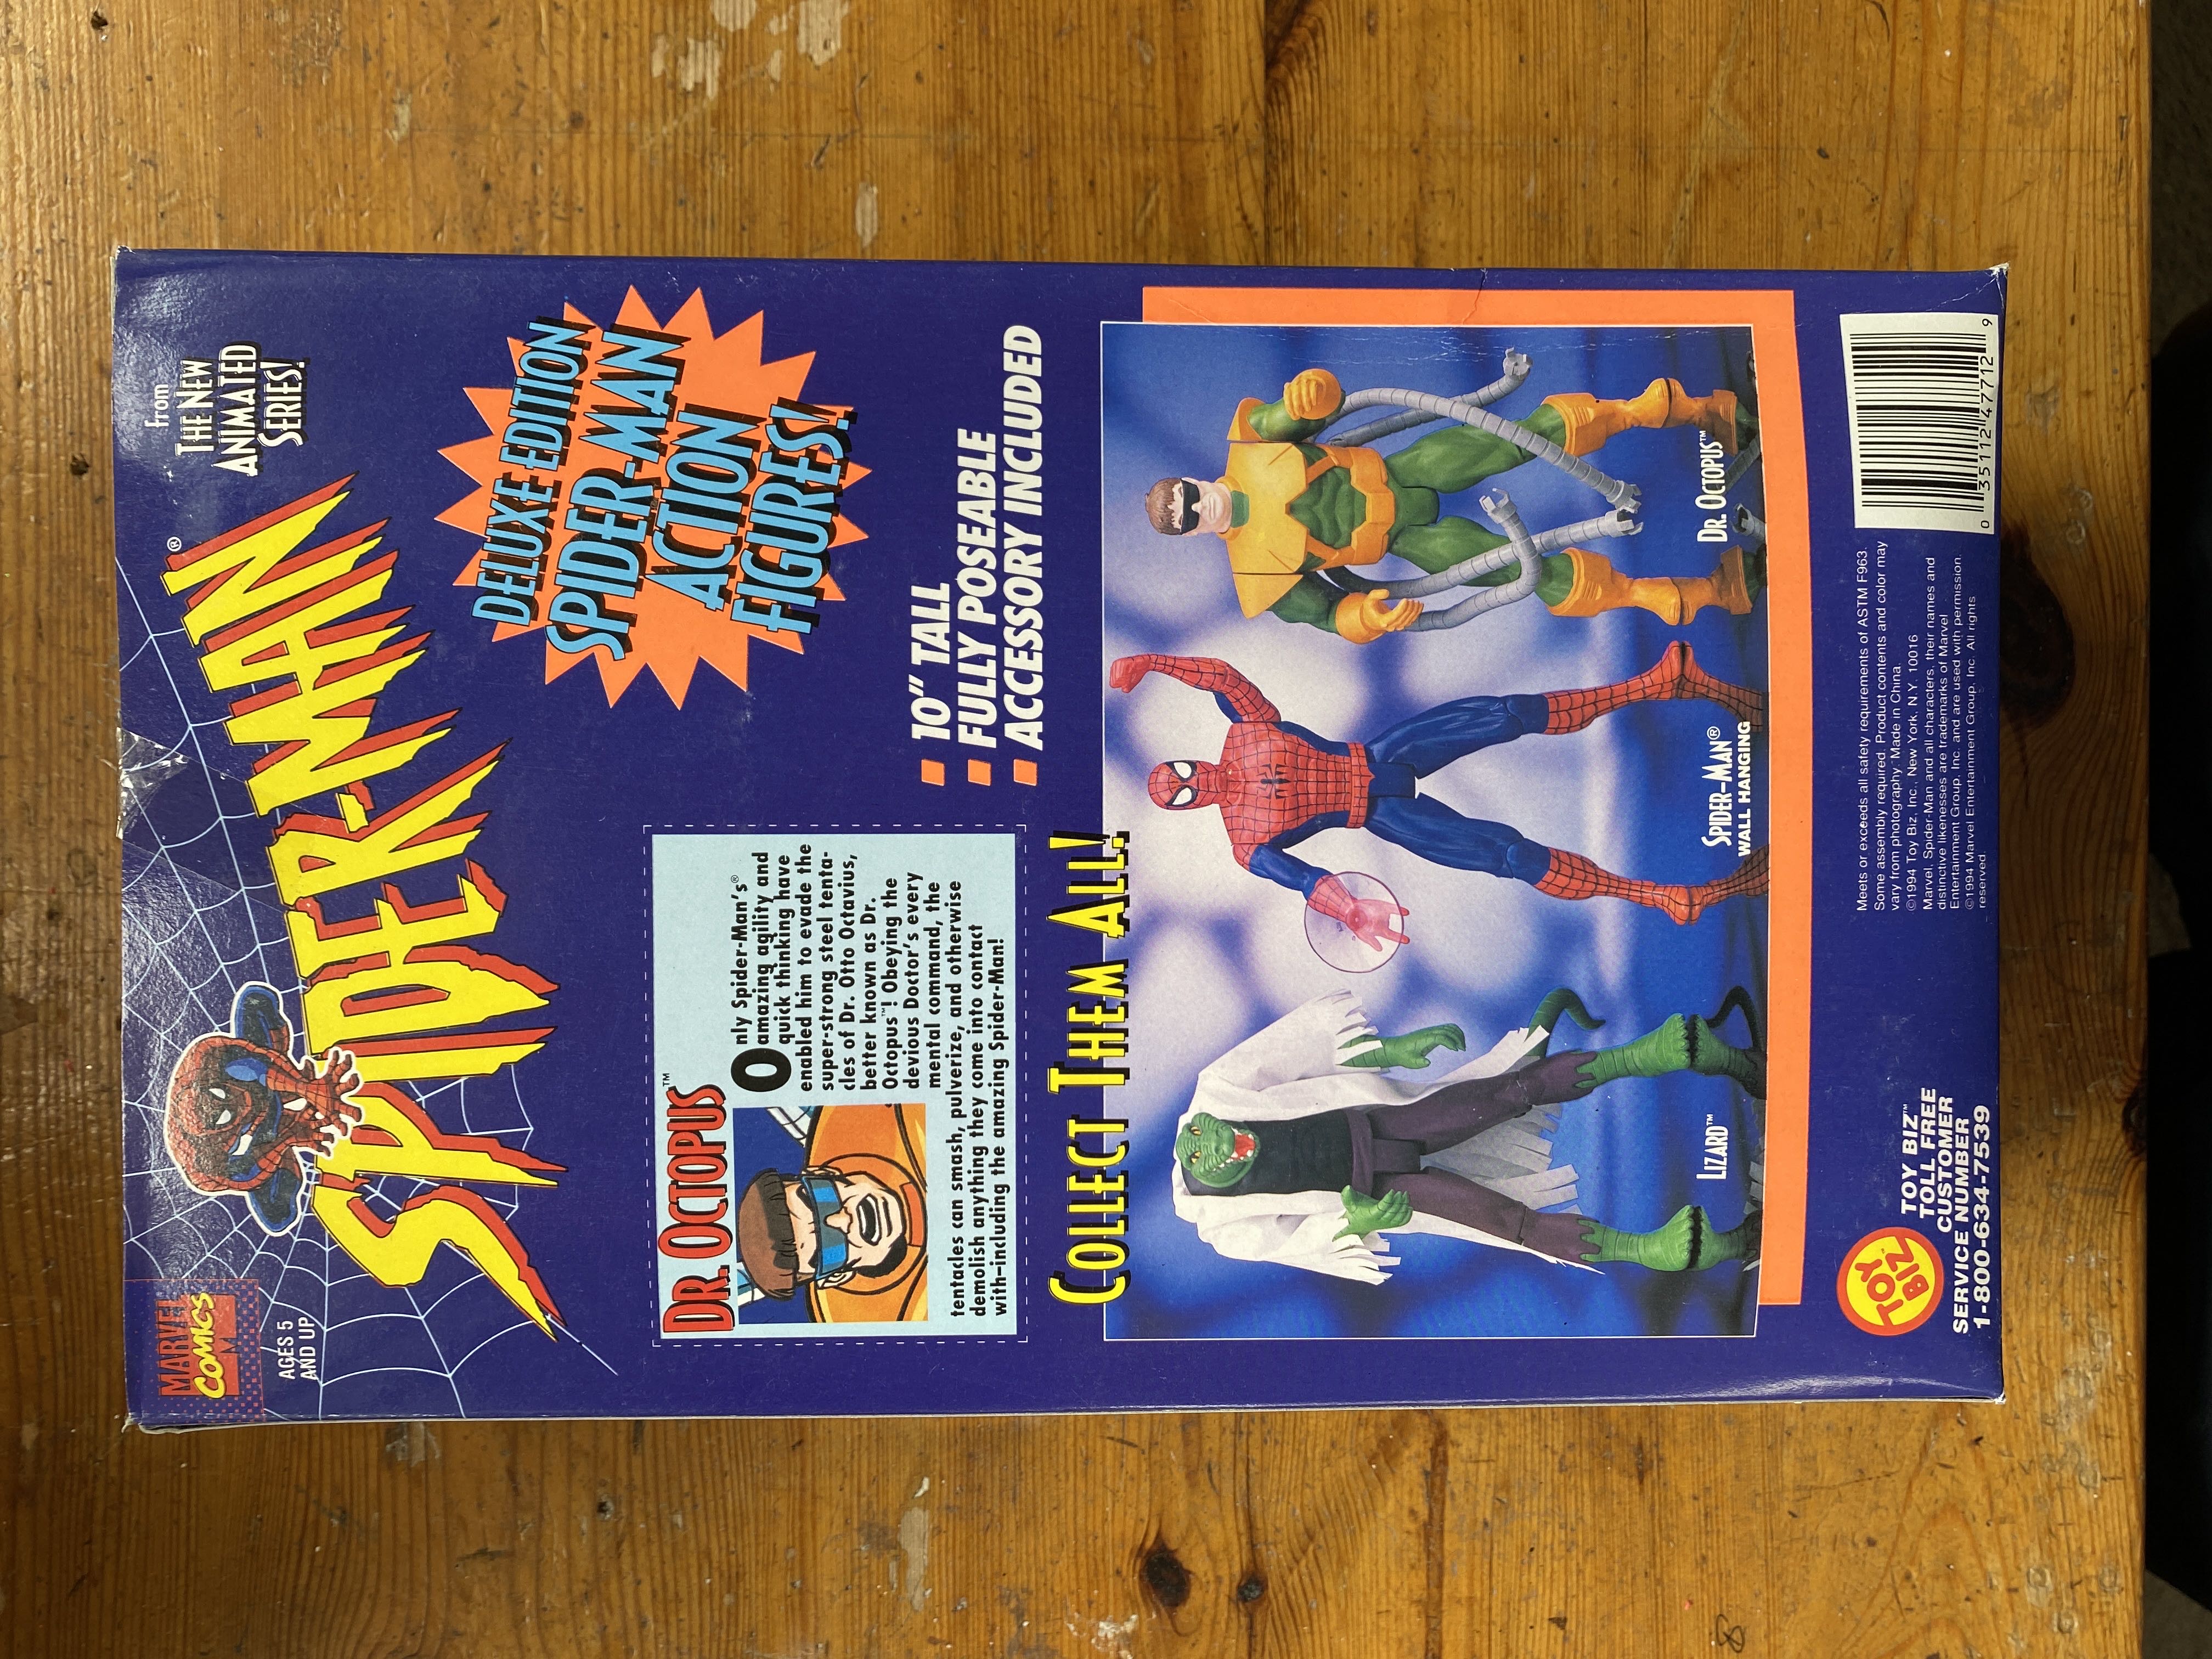 MARVEL
COMICS
AGES 5
AND UP
from
THE NEW
ANIMATED
SERIES!
SPIDER-MAN®
DELUXE EDITION
SPIDER-MAN
ACTION
FIGURES!
DR. OCTOPUS™
Only Spider-Man's®
amazing agility and
quick thinking have
enabled him to evade the
super-strong steel tenta-
cles of Dr. Otto Octavius,
better known as Dr.
Octopus™! Obeying the
devious Doctor's every
mental command, the
tentacles can smash, pulverize, and otherwise
demolish anything they come into contact
with-including the amazing Spider-Man!
10" TALL
FULLY POSEABLE
ACCESSORY INCLUDED
COLLECT THEM ALL!
LIZARD™
SPIDER-MAN®
WALL HANGING
DR. OCTOPUS™
TOY BIZ
TOY BIZ™
TOLL FREE
CUSTOMER
SERVICE NUMBER
1-800-634-7539
Meets or exceeds all safety requirements of ASTM F963.
Some assembly required. Product contents and color may
vary from photography. Made in China.
©1994 Toy Biz, Inc. New York, N.Y. 10016
Marvel, Spider-Man and all characters, their names and
distinctive likenesses are trademarks of Marvel
Entertainment Group, Inc. and are used with permission.
©1994 Marvel Entertainment Group, Inc. All rights
reserved.
0 35112 47712 9